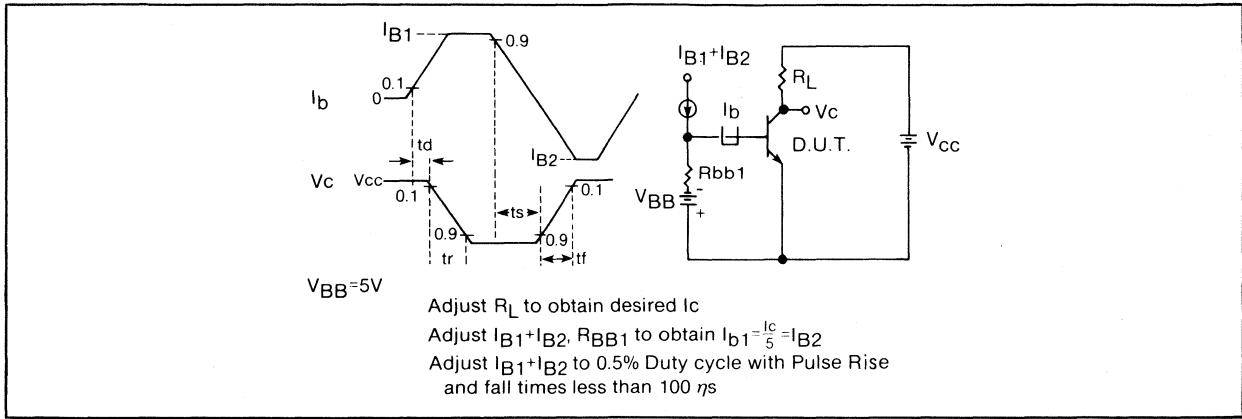 IB1
0.9
0.1
0
Ib
td
IB2
Vc
Vcc
0.1
ts
0.1
0.9
0.9
tr
tf
IB1+IB2
RL
Ib
Vc
D.U.T.
Vcc
Rbb1
VBB
-
+
VBB=5V
Adjust RL to obtain desired Ic
Adjust IB1+IB2, RBB1 to obtain Ib1=Ic/5=IB2
Adjust IB1+IB2 to 0.5% Duty cycle with Pulse Rise
and fall times less than 100 ηs